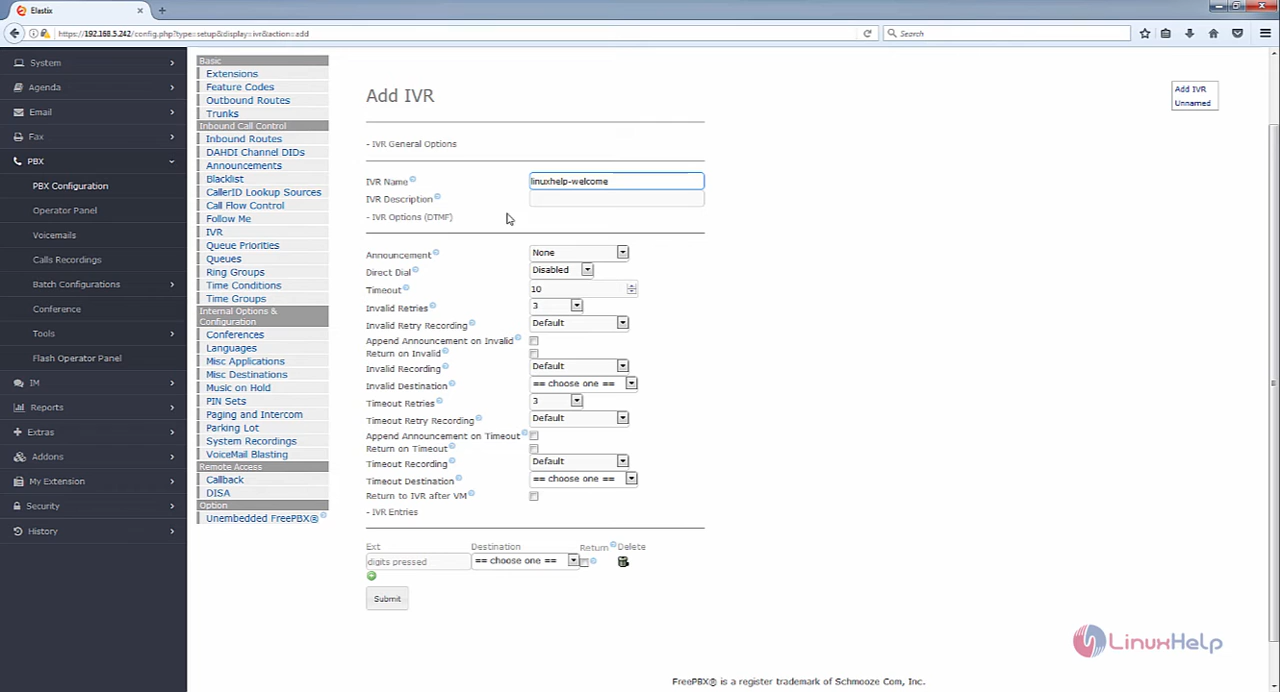 Elastix
https://192.168.5.242/config.php?type=setup&display=ivr&action=add
Search
System
Agenda
Email
Fax
PBX
PBX Configuration
Operator Panel
Voicemails
Calls Recordings
Batch Configurations
Conference
Tools
Flash Operator Panel
IM
Reports
Extras
Addons
My Extension
Security
History
Basic
Extensions
Feature Codes
Outbound Routes
Trunks
Inbound Call Control
Inbound Routes
DAHDI Channel DIDs
Announcements
Blacklist
CallerID Lookup Sources
Call Flow Control
Follow Me
IVR
Queue Priorities
Queues
Ring Groups
Time Conditions
Time Groups
Internal Options &
Configuration
Conferences
Languages
Misc Applications
Misc Destinations
Music on Hold
PIN Sets
Paging and Intercom
Parking Lot
System Recordings
VoiceMail Blasting
Remote Access
Callback
DISA
Option
Unembedded FreePBX®
Add IVR
- IVR General Options
IVR Name linuxhelp-welcome
IVR Description
- IVR Options (DTMF)
Announcement None
Direct Dial Disabled
Timeout 10
Invalid Retries 3
Invalid Retry Recording Default
Append Announcement on Invalid
Return on Invalid
Invalid Recording Default
Invalid Destination == choose one ==
Timeout Retries 3
Timeout Retry Recording Default
Append Announcement on Timeout
Return on Timeout
Timeout Recording Default
Timeout Destination == choose one ==
Return to IVR after VM
- IVR Entries
Ext Destination Return Delete
digits pressed == choose one ==
Submit
Add IVR
Unnamed
LinuxHelp
FreePBX® is a register trademark of Schmooze Com, Inc.